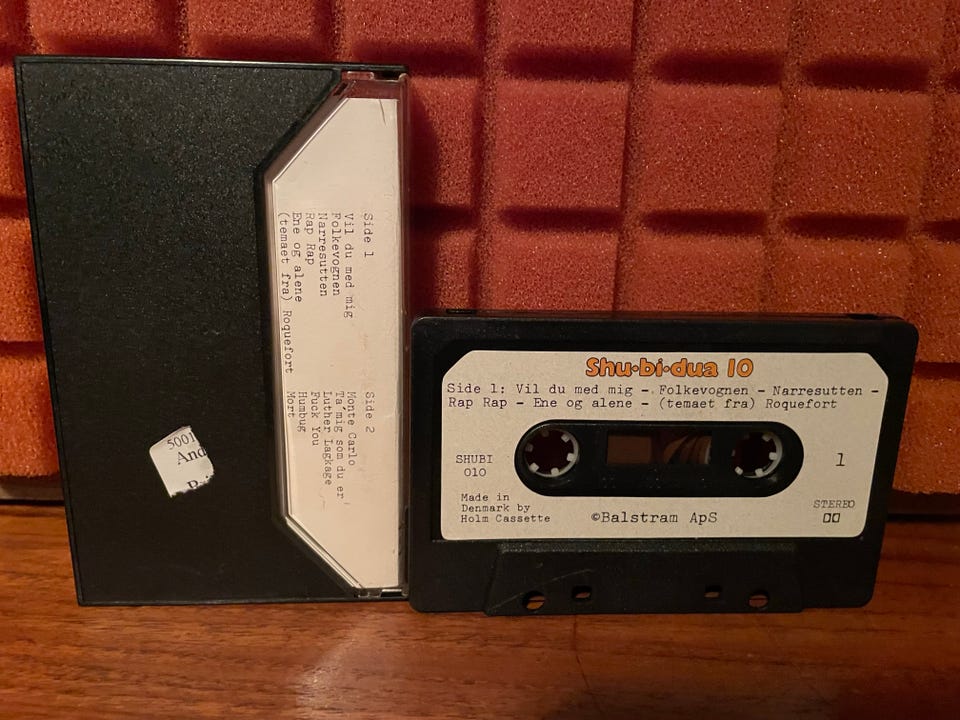 Side 1
Vil du med mig
Folkevognen
Narresutten
Rap Rap
Ene og alene
(temaet fra) Roquefort
Side 2
Monte Carlo
Ta'mig som du er
Luther Lagkage
Fuck You
Humbug
Mort
5001
And
Shu·bi·dua 10
Side 1: Vil du med mig - Folkevognen - Narresutten -
Rap Rap - Ene og alene - (temaet fra) Roquefort
SHUBI
010
1
Made in
Denmark by
Holm Cassette
©Balstram ApS
STEREO